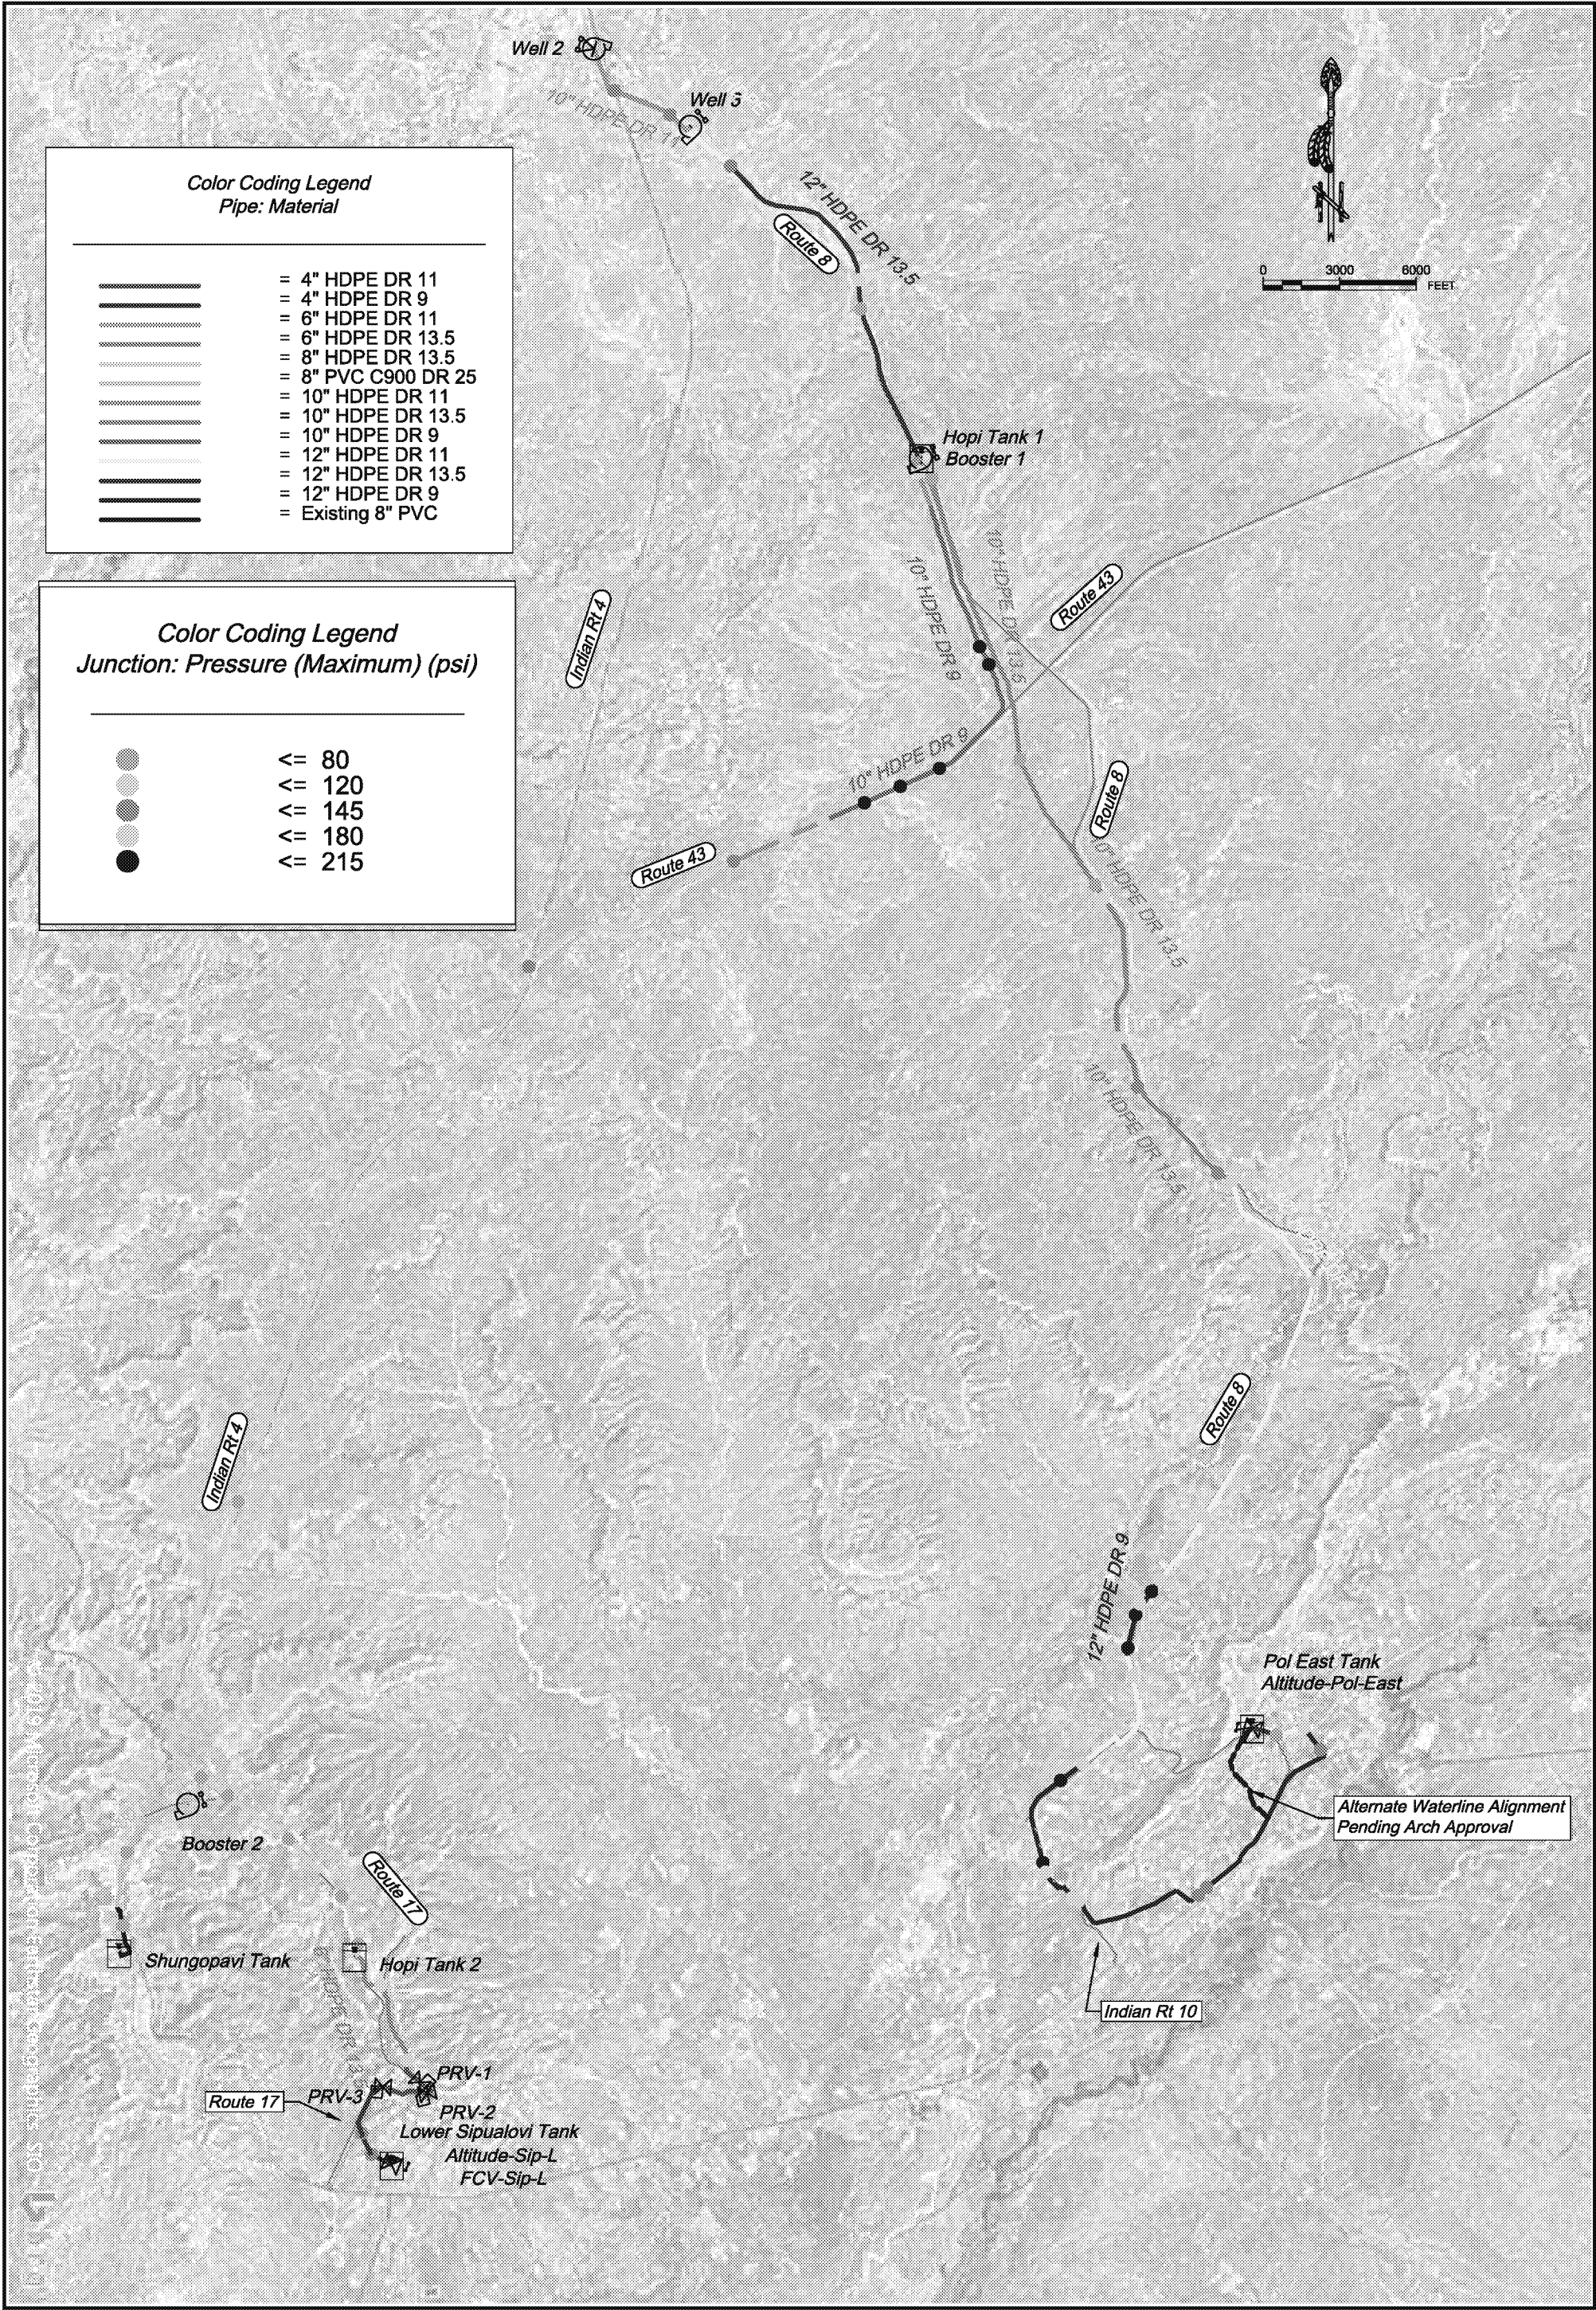 Well 2
Well 3
10" HDPE DR 11
Color Coding Legend
Pipe: Material
= 4" HDPE DR 11
= 4" HDPE DR 9
= 6" HDPE DR 11
= 6" HDPE DR 13.5
= 8" HDPE DR 13.5
= 8" PVC C900 DR 25
= 10" HDPE DR 11
= 10" HDPE DR 13.5
= 10" HDPE DR 9
= 12" HDPE DR 11
= 12" HDPE DR 13.5
= 12" HDPE DR 9
= Existing 8" PVC
12" HDPE DR 13.5
Route 8
0 3000 6000
FEET
Hopi Tank 1
Booster 1
10" HDPE DR 9
10" HDPE DR 13.5
Route 43
Indian Rt 4
Color Coding Legend
Junction: Pressure (Maximum) (psi)
<= 80
<= 120
<= 145
<= 180
<= 215
10" HDPE DR 9
Route 8
Route 43
10" HDPE DR 13.5
10" HDPE DR 13.5
Route 8
Indian Rt 4
12" HDPE DR 9
Pol East Tank
Altitude-Pol-East
Alternate Waterline Alignment
Pending Arch Approval
Booster 2
Route 17
Shungopavi Tank
Hopi Tank 2
HDPE DR 13
Indian Rt 10
PRV-1
PRV-3
Route 17
PRV-2
Lower Sipualovi Tank
Altitude-Sip-L
FCV-Sip-L